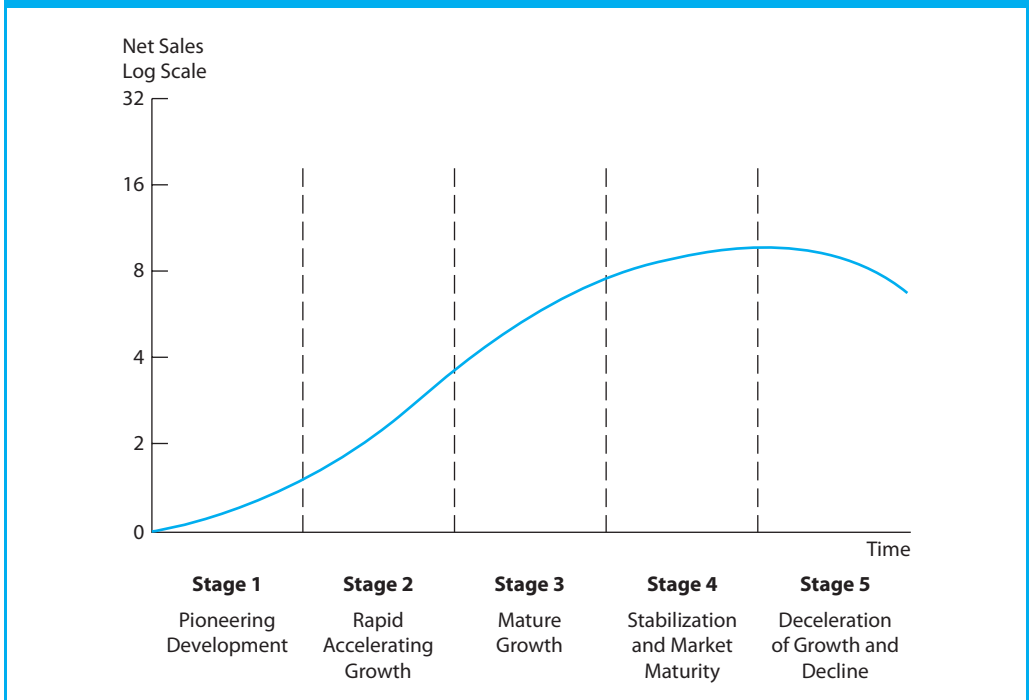 Net Sales
Log Scale
32
16
8
4
2
0
Time
Stage 1
Stage 2
Stage 3
Stage 4
Stage 5
Pioneering
Development
Rapid
Accelerating
Growth
Mature
Growth
Stabilization
and Market
Maturity
Deceleration
of Growth and
Decline